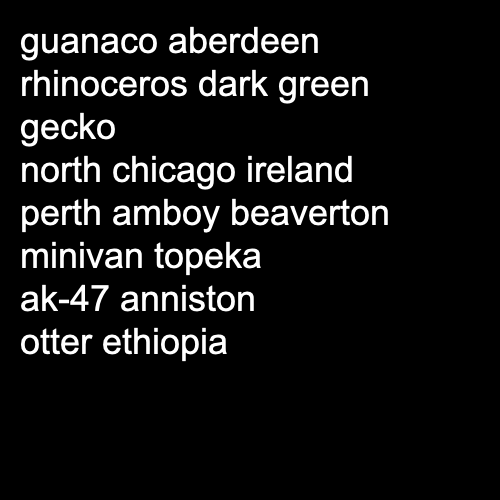 guanaco aberdeen
rhinoceros dark green
gecko
north chicago ireland
perth amboy beaverton
minivan topeka
ak-47 anniston
otter ethiopia